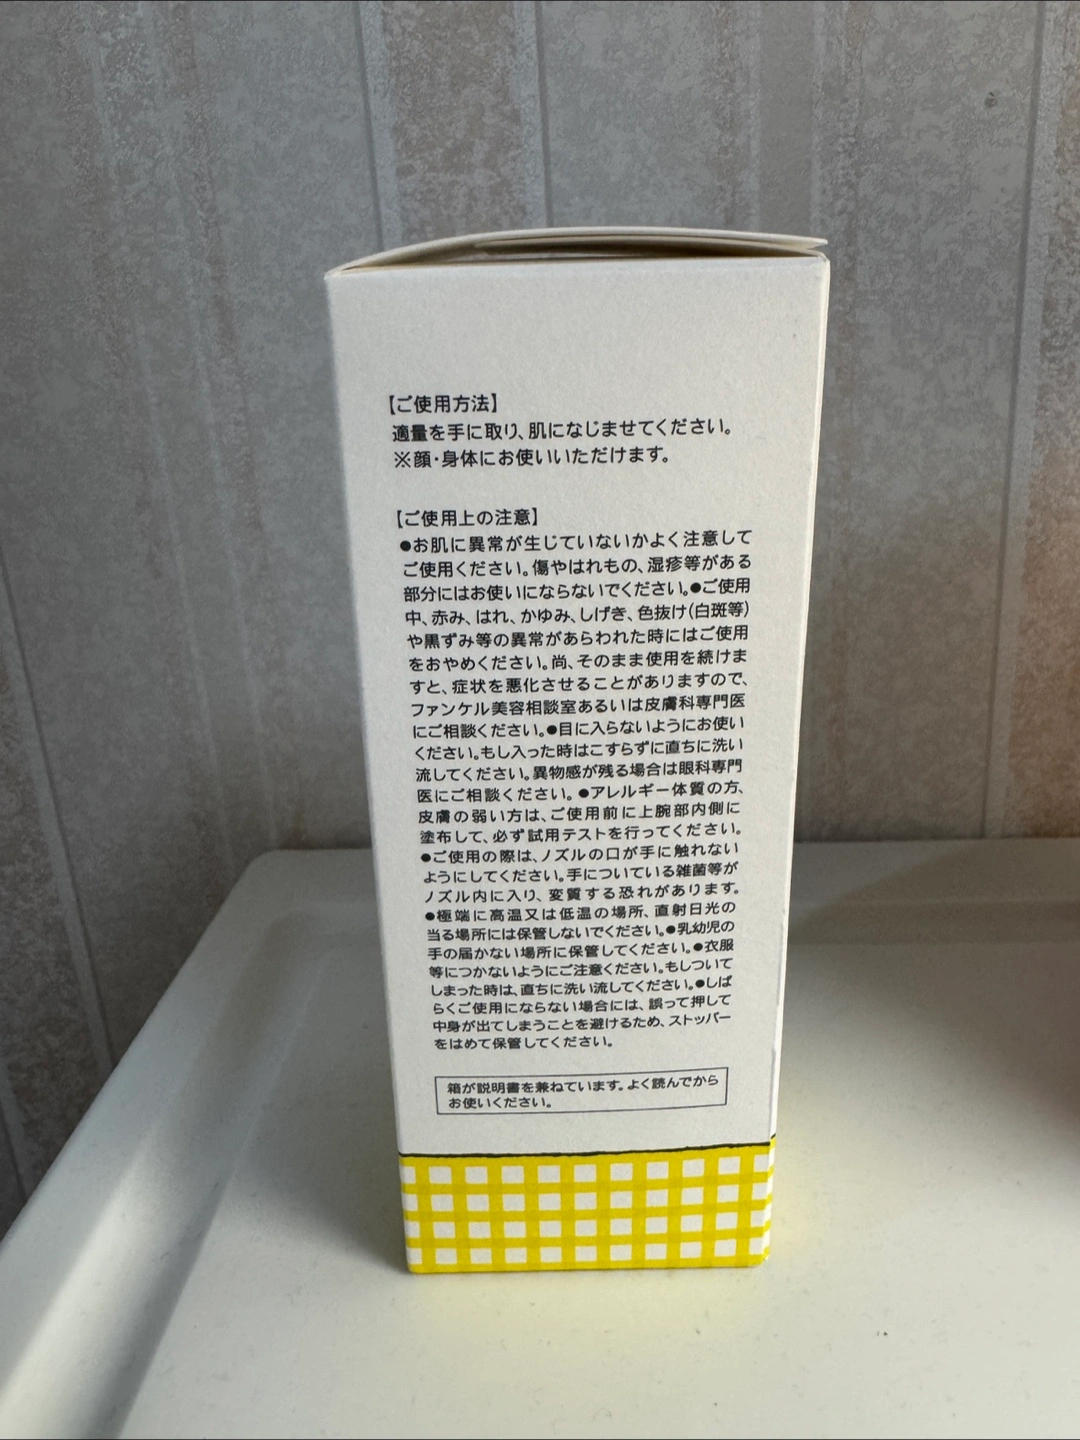 【ご使用方法】
適量を手に取り、肌になじませてください。
※顔・身体にお使いいただけます。
【ご使用上の注意】
●お肌に異常が生じていないかよく注意して
ご使用ください。傷やはれもの、湿疹等がある
部分にはお使いにならないでください。●ご使用
中、赤み、はれ、かゆみ、しげき、色抜け(白斑等)
や黒ずみ等の異常があらわれた時にはご使用
をおやめください。尚、そのまま使用を続けま
すと、症状を悪化させることがありますので、
ファンケル美容相談室あるいは皮膚科専門医
にご相談ください。●目に入らないようにお使い
ください。もし入った時はこすらずに直ちに洗い
流してください。異物感が残る場合は眼科専門
医にご相談ください。●アレルギー体質の方、
皮膚の弱い方は、ご使用前に上腕部内側に
塗布して、必ず試用テストを行ってください。
●ご使用の際は、ノズルの口が手に触れない
ようにしてください。手についている雑菌等が
ノズル内に入り、変質する恐れがあります。
●極端に高温又は低温の場所、直射日光の
当る場所には保管しないでください。●乳幼児の
手の届かない場所に保管してください。●衣服
等につかないようにご注意ください。もしついて
しまった時は、直ちに洗い流してください。●しば
らくご使用にならない場合には、誤って押して
中身が出てしまうことを避けるため、ストッパー
をはめて保管してください。
箱が説明書を兼ねています。よく読んでから
お使いください。